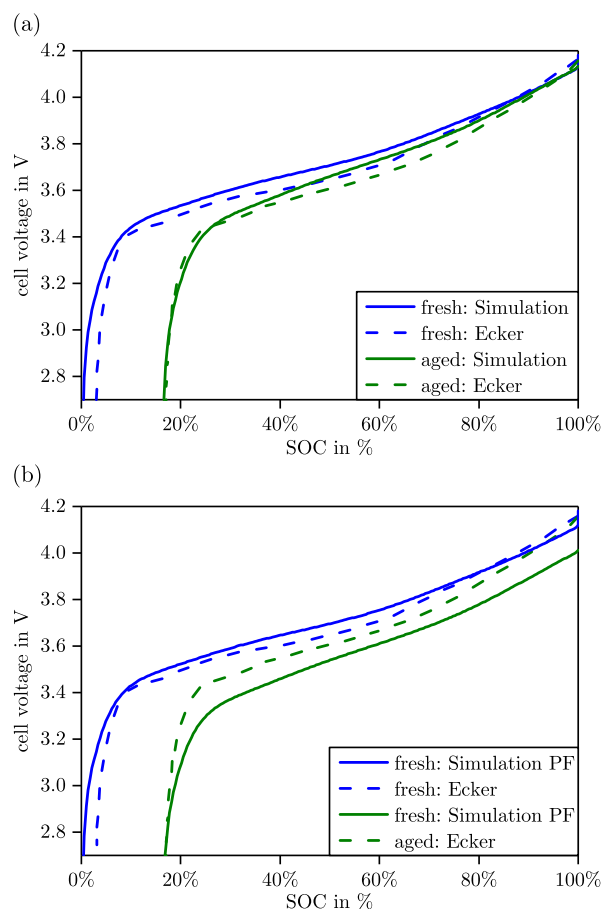 (a)
4.2
4.0
3.8
3.6
3.4
3.2
3.0
2.8
cell voltage in V
fresh: Simulation
fresh: Ecker
aged: Simulation
aged: Ecker
0% 20% 40% 60% 80% 100%
SOC in %
(b)
4.2
4.0
3.8
3.6
3.4
3.2
3.0
2.8
cell voltage in V
fresh: Simulation PF
fresh: Ecker
fresh: Simulation PF
aged: Ecker
0% 20% 40% 60% 80% 100%
SOC in %